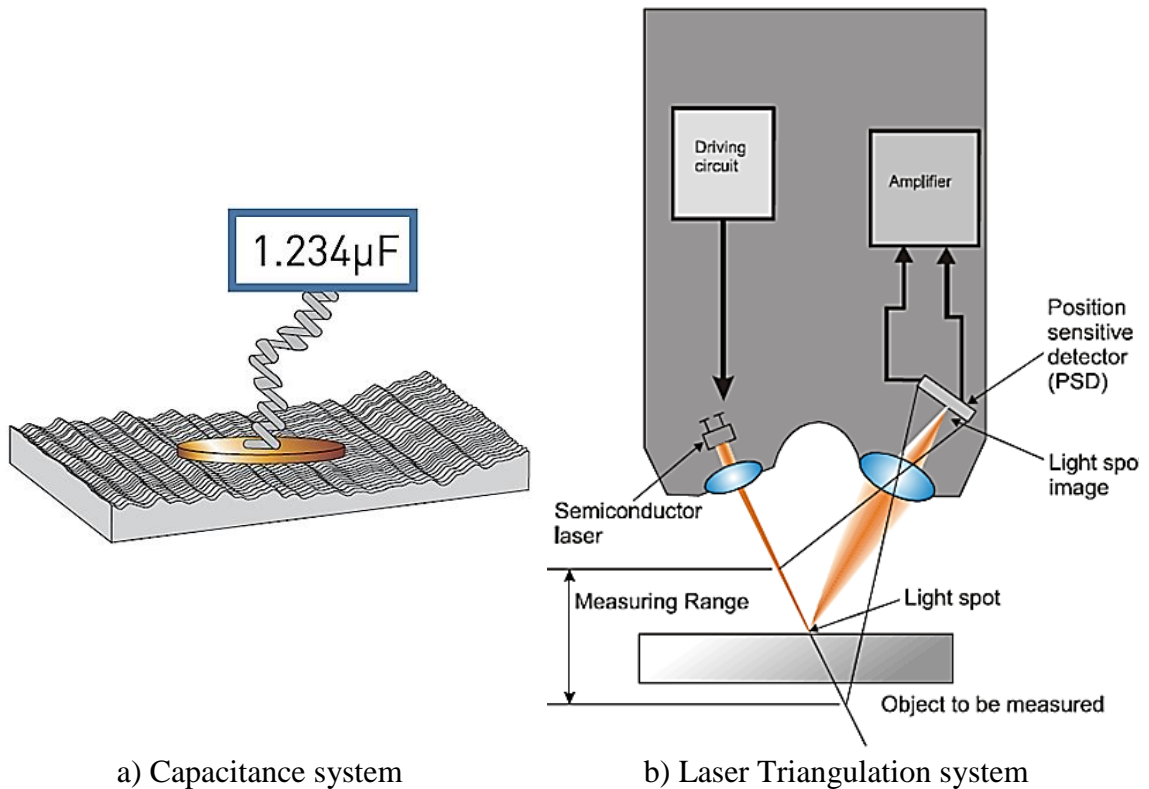 1.234µF
Driving
circuit
Amplifier
Position
sensitive
detector
(PSD)
Light spo
image
Semiconductor
laser
Measuring Range
Light spot
Object to be measured
a) Capacitance system
b) Laser Triangulation system